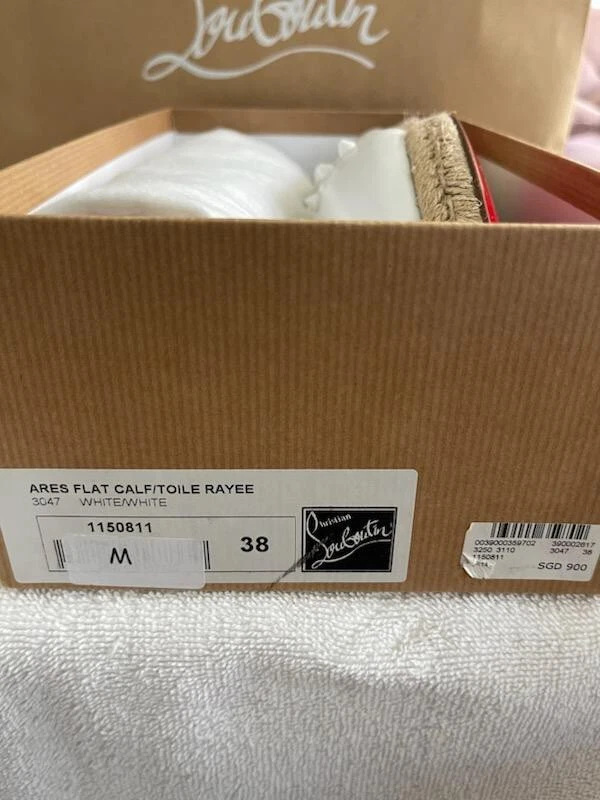 Louboutin
ARES FLAT CALF/TOILE RAYEE
3047 WHITE/WHITE
1150811
M
38
Christian
Louboutin
0039000359702 390002617
3250 3110 3047 38
1150811
SGD 900